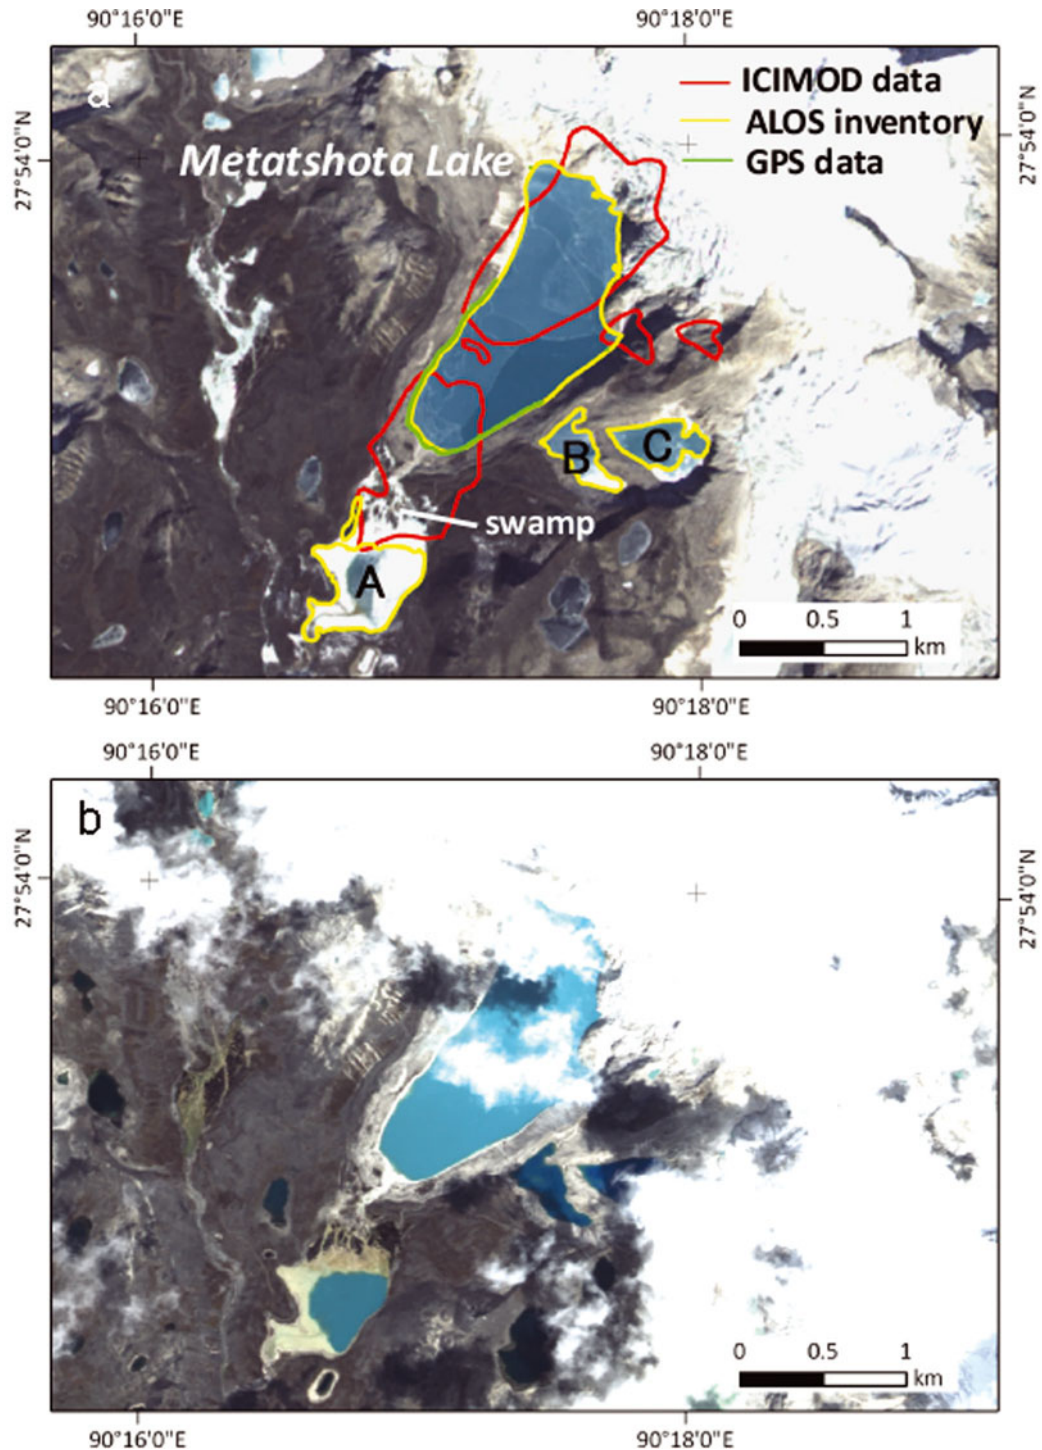 90°16'0"E 90°18'0"E
a
ICIMOD data
ALOS inventory
GPS data
27°54'0"N
27°54'0"N
Metatshota Lake
B
C
swamp
A
0 0.5 1
km
90°16'0"E 90°18'0"E
90°16'0"E 90°18'0"E
b
27°54'0"N
27°54'0"N
0 0.5 1
km
90°16'0"E 90°18'0"E